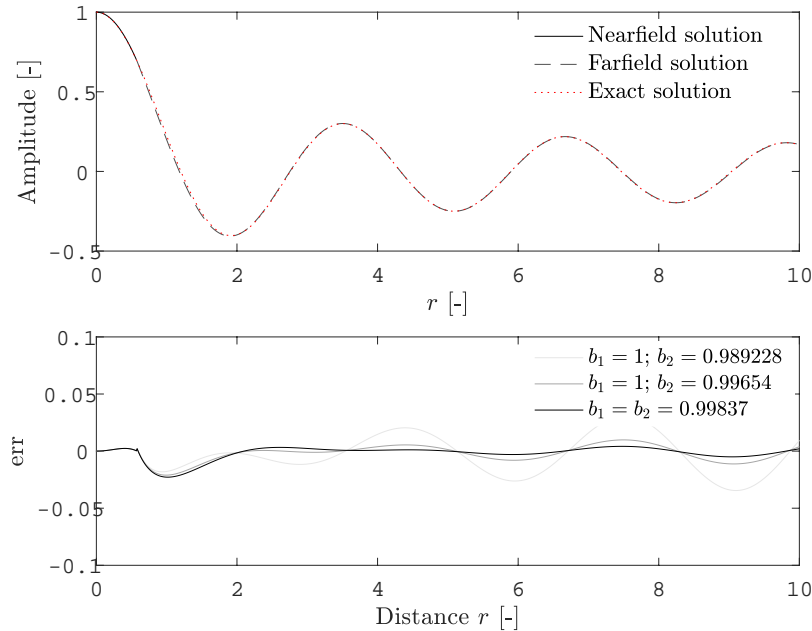 1
0.5
0
-0.5
Amplitude [-]
Nearfield solution
Farfield solution
Exact solution
0 2 4 6 8 10
r [-]
0.1
0.05
0
-0.05
-0.1
err
b1 = 1; b2 = 0.989228
b1 = 1; b2 = 0.99654
b1 = b2 = 0.99837
0 2 4 6 8 10
Distance r [-]